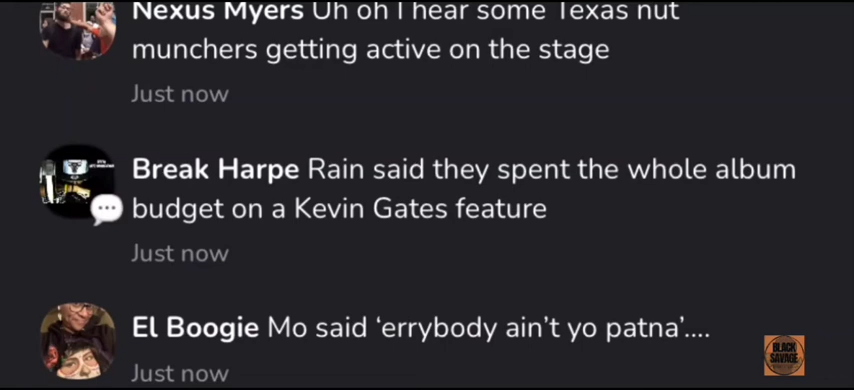 Nexus Myers Uh oh I hear some Texas nut
munchers getting active on the stage
Just now
Break Harpe Rain said they spent the whole album
budget on a Kevin Gates feature
Just now
El Boogie Mo said ‘errybody ain’t yo patna’....
Just now
BLACK
SAVAGE